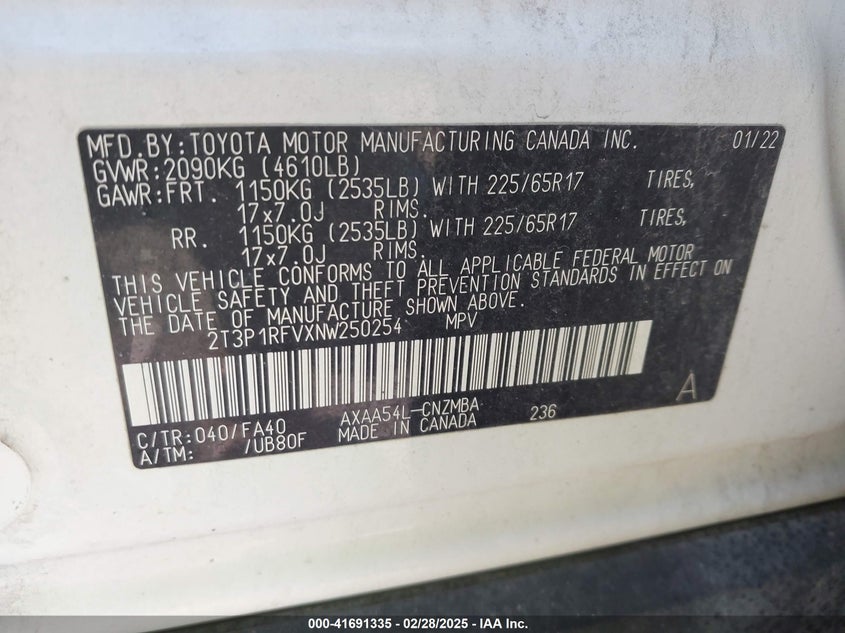 MFD.BY:TOYOTA MOTOR MANUFACTURING CANADA INC. 01/22
GVWR:2090KG (4610LB)
GAWR:FRT. 1150KG (2535LB) WITH 225/65R17 TIRES,
17x7.0J RIMS.
RR. 1150KG (2535LB) WITH 225/65R17 TIRES,
17x7.0J RIMS.
THIS VEHICLE CONFORMS TO ALL APPLICABLE FEDERAL MOTOR
VEHICLE SAFETY AND THEFT PREVENTION STANDARDS IN EFFECT ON
THE DATE OF MANUFACTURE SHOWN ABOVE.
2T3P1RFVXNW250254 MPV
A
C/TR:040/FA40 AXAA54L-CNZMBA 236
A/TM: /UB80F MADE IN CANADA
000-41691335 / 02/28/2025 - IAA Inc.